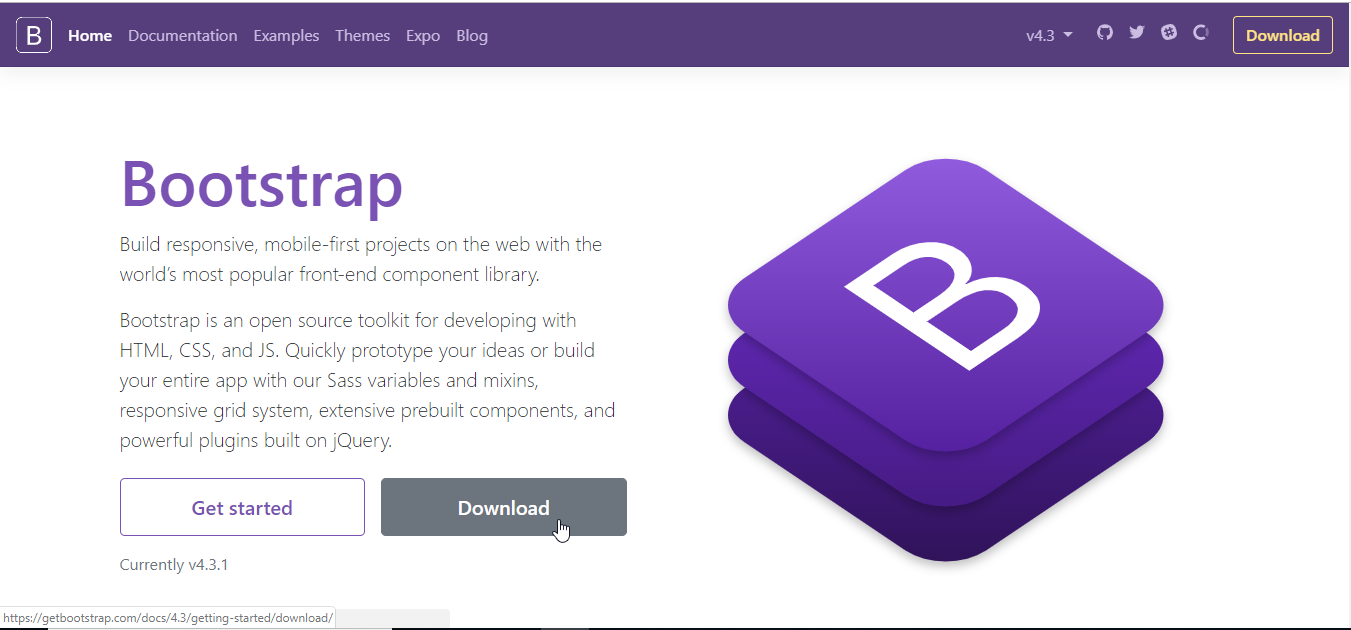 B Home Documentation Examples Themes Expo Blog v4.3 Download
Bootstrap
Build responsive, mobile-first projects on the web with the
world’s most popular front-end component library.
Bootstrap is an open source toolkit for developing with
HTML, CSS, and JS. Quickly prototype your ideas or build
your entire app with our Sass variables and mixins,
responsive grid system, extensive prebuilt components, and
powerful plugins built on jQuery.
Get started Download
Currently v4.3.1
B
https://getbootstrap.com/docs/4.3/getting-started/download/